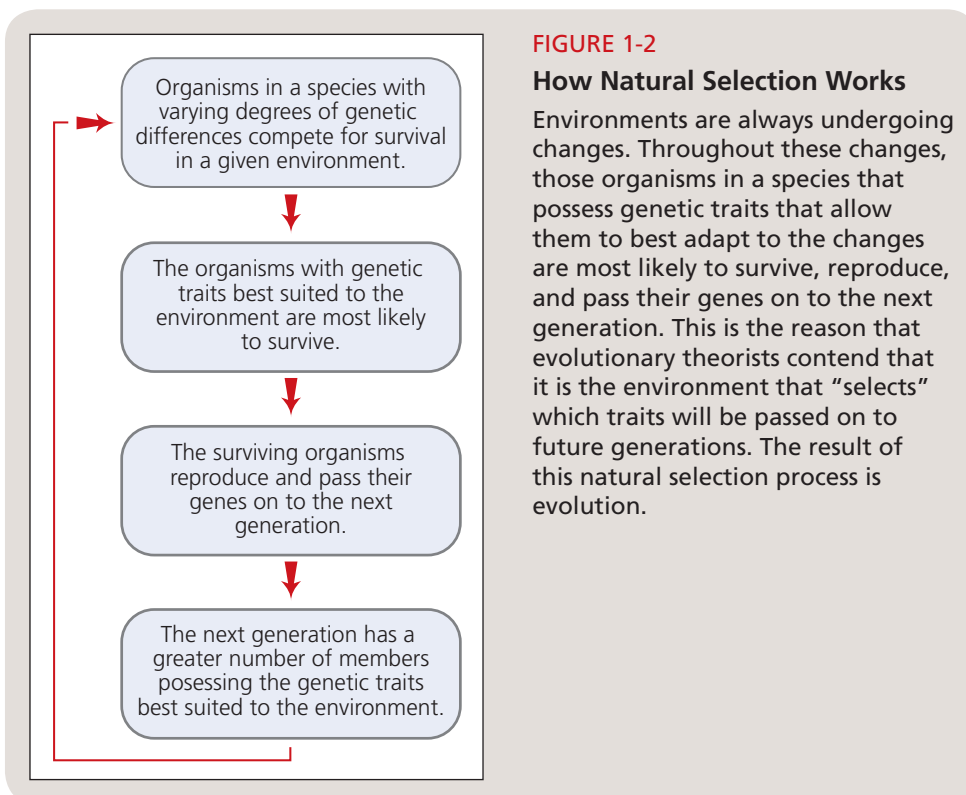 Organisms in a species with
varying degrees of genetic
differences compete for survival
in a given environment.
The organisms with genetic
traits best suited to the
environment are most likely
to survive.
The surviving organisms
reproduce and pass their
genes on to the next
generation.
The next generation has a
greater number of members
posessing the genetic traits
best suited to the environment.
FIGURE 1-2
How Natural Selection Works
Environments are always undergoing
changes. Throughout these changes,
those organisms in a species that
possess genetic traits that allow
them to best adapt to the changes
are most likely to survive, reproduce,
and pass their genes on to the next
generation. This is the reason that
evolutionary theorists contend that
it is the environment that “selects”
which traits will be passed on to
future generations. The result of
this natural selection process is
evolution.